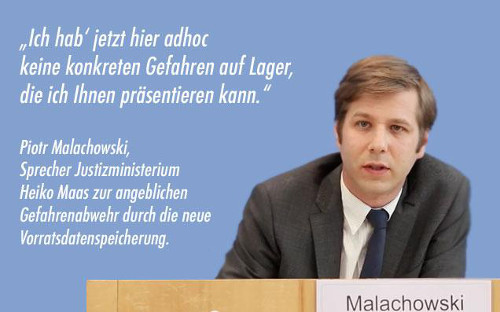 „Ich hab‘ jetzt hier adhoc
keine konkreten Gefahren auf Lager,
die ich Ihnen präsentieren kann.“
Piotr Malachowski,
Sprecher Justizministerium
Heiko Maas zur angeblichen
Gefahrenabwehr durch die neue
Vorratsdatenspeicherung.
Malachowski